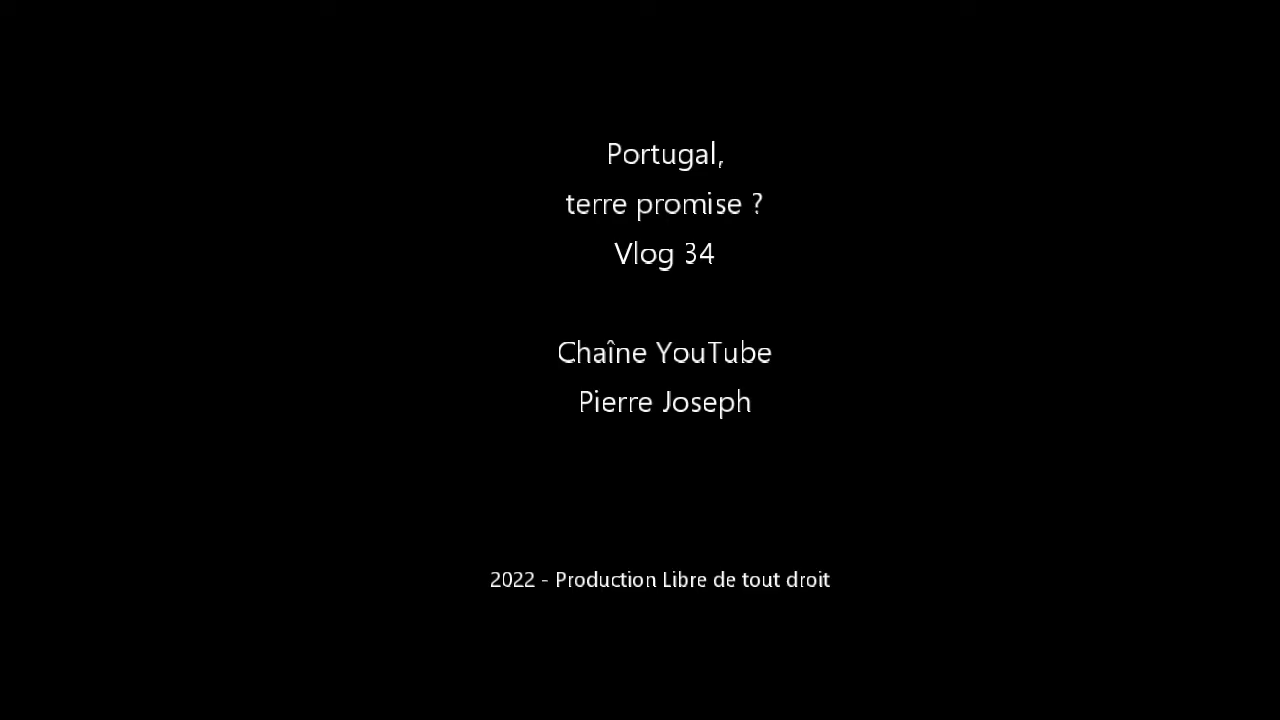 Portugal,
terre promise ?
Vlog 34
Chaîne YouTube
Pierre Joseph
2022 - Production Libre de tout droit